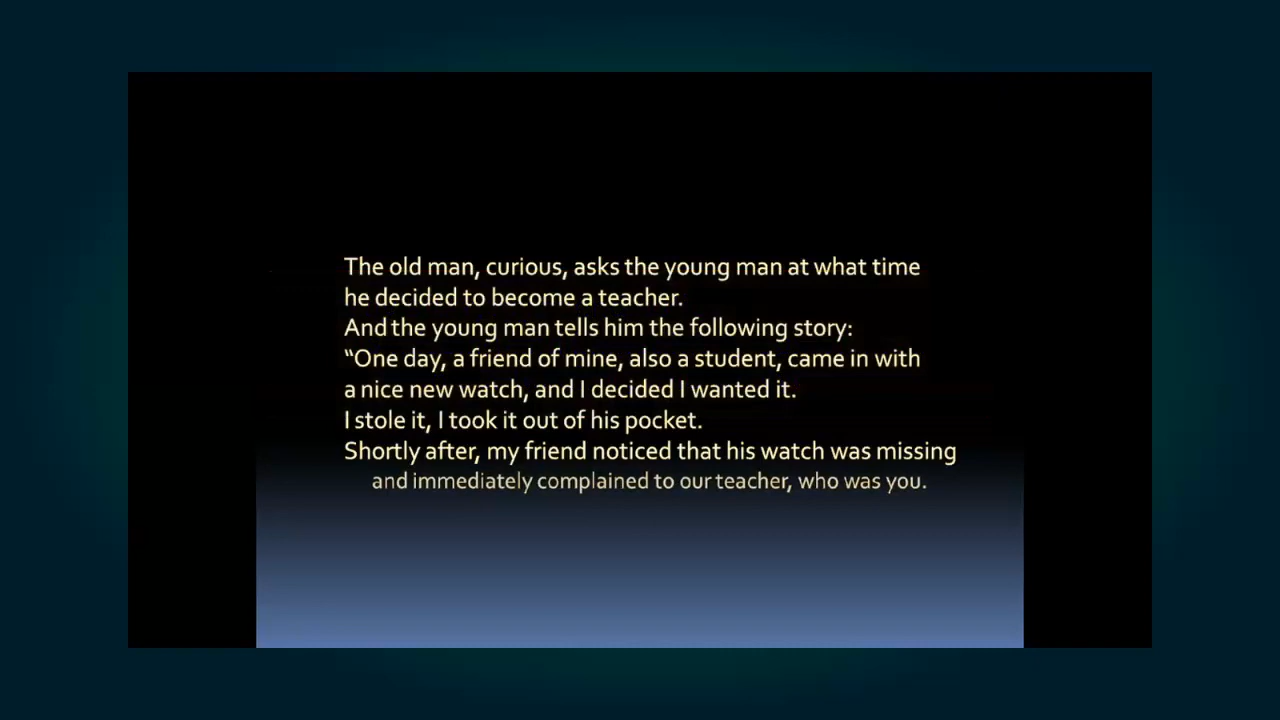 The old man, curious, asks the young man at what time
he decided to become a teacher.
And the young man tells him the following story:
“One day, a friend of mine, also a student, came in with
a nice new watch, and I decided I wanted it.
I stole it, I took it out of his pocket.
Shortly after, my friend noticed that his watch was missing
and immediately complained to our teacher, who was you.